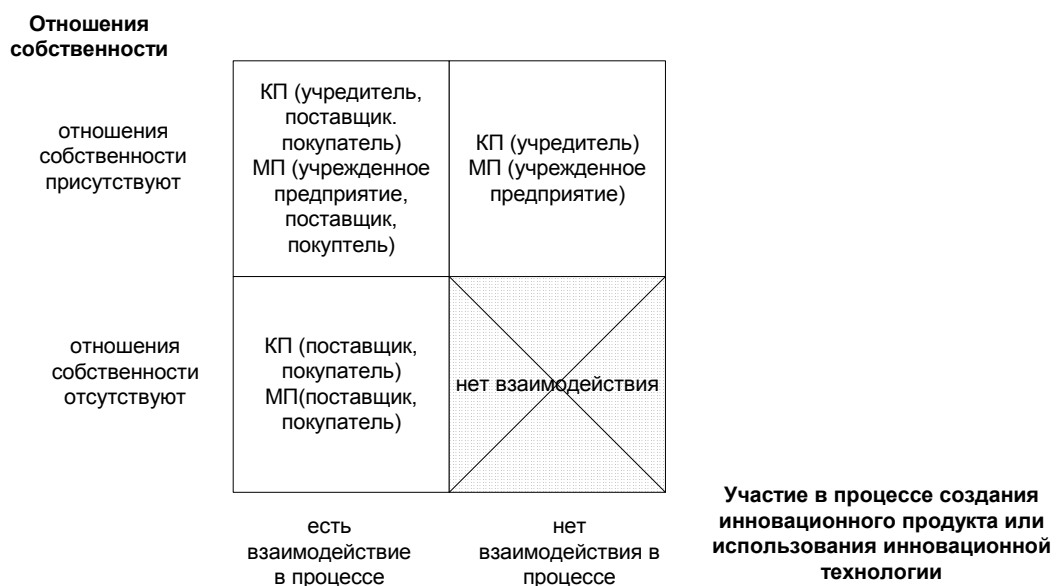 Отношения
собственности
отношения
собственности
присутствуют
КП (учредитель,
поставщик.
покупатель)
МП (учрежденное
предприятие,
поставщик,
покуптель)
КП (учредитель)
МП (учрежденное
предприятие)
отношения
собственности
отсутствуют
КП (поставщик,
покупатель)
МП(поставщик,
покупатель)
нет взаимодействия
есть
взаимодействие
в процессе
нет
взаимодействия в
процессе
Участие в процессе создания
инновационного продукта или
использования инновационной
технологии